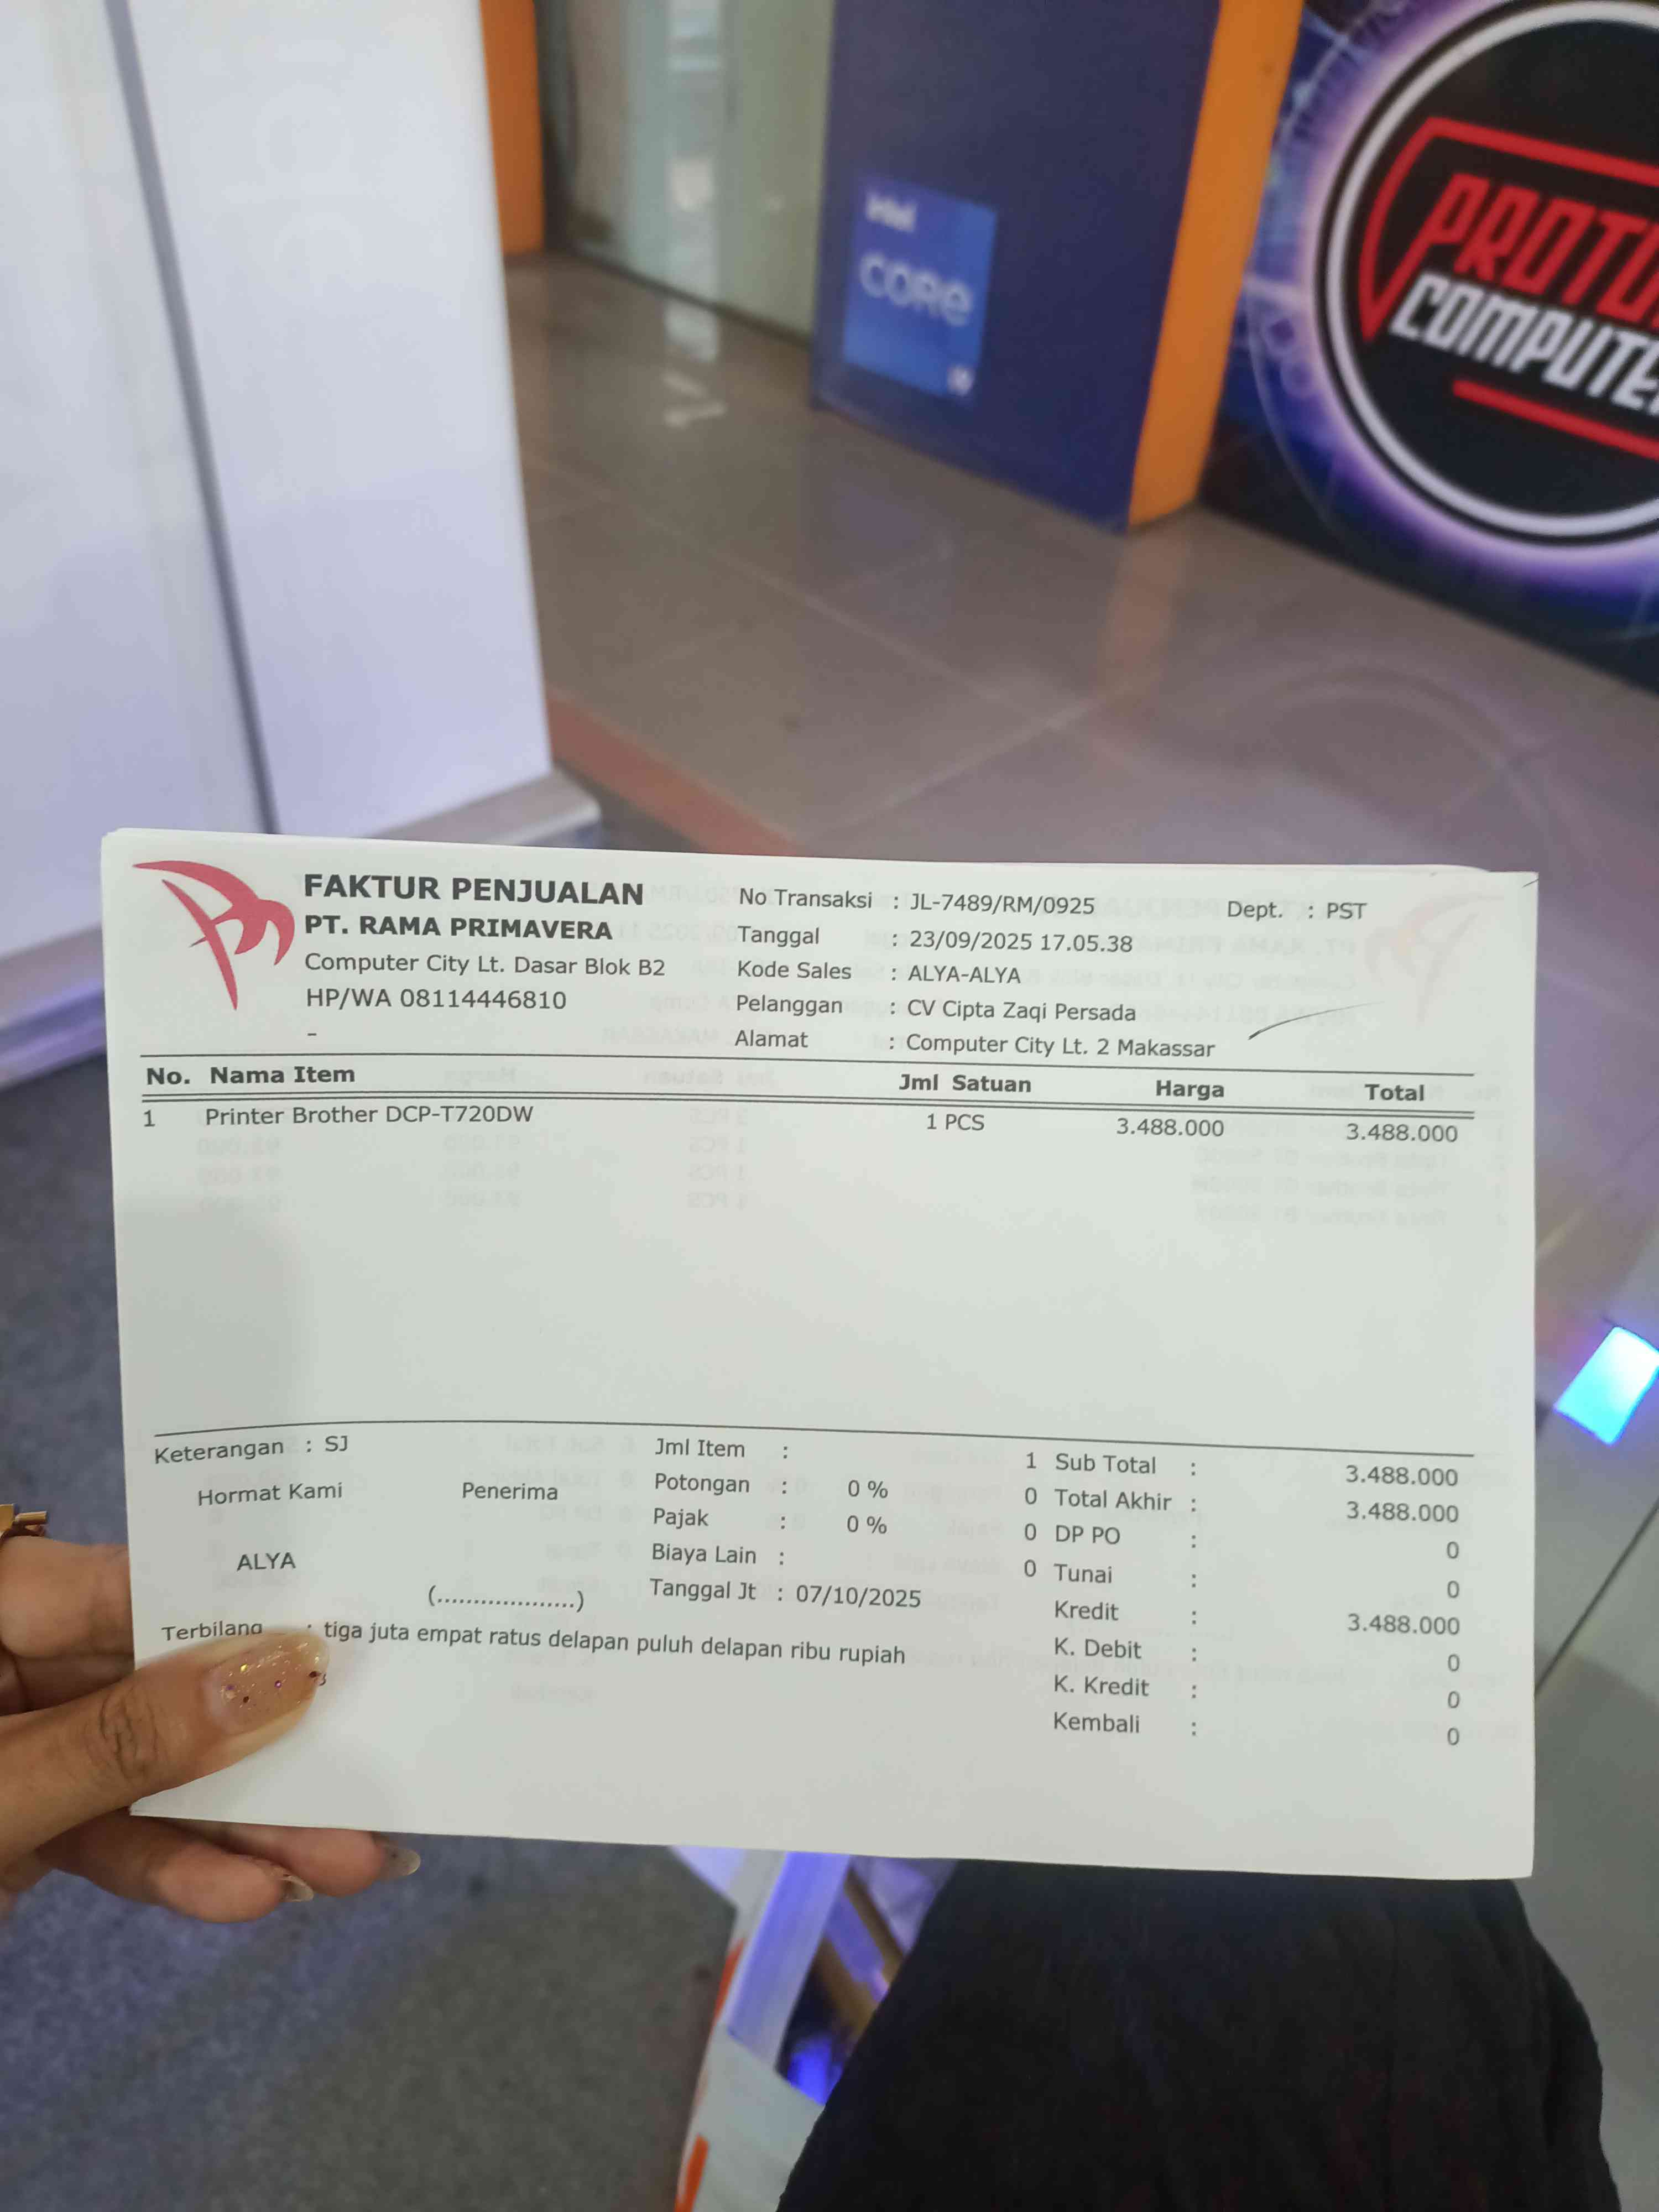 intel
CORe
COMPUTE
FAKTUR PENJUALAN
PT. RAMA PRIMAVERA
Computer City Lt. Dasar Blok B2
HP/WA 08114446810
-
No Transaksi : JL-7489/RM/0925 Dept. : PST
Tanggal : 23/09/2025 17.05.38
Kode Sales : ALYA-ALYA
Pelanggan : CV Cipta Zaqi Persada
Alamat : Computer City Lt. 2 Makassar
No. Nama Item Jml Satuan Harga Total
1 Printer Brother DCP-T720DW 1 PCS 3.488.000 3.488.000
Keterangan : SJ
Hormat Kami Penerima
ALYA
(...................)
Jml Item : 1
Potongan : 0 % 0
Pajak : 0 % 0
Biaya Lain : 0
Tanggal Jt : 07/10/2025
Sub Total : 3.488.000
Total Akhir : 3.488.000
DP PO : 0
Tunai : 0
Kredit : 3.488.000
K. Debit : 0
K. Kredit : 0
Kembali : 0
Terbilang : tiga juta empat ratus delapan puluh delapan ribu rupiah